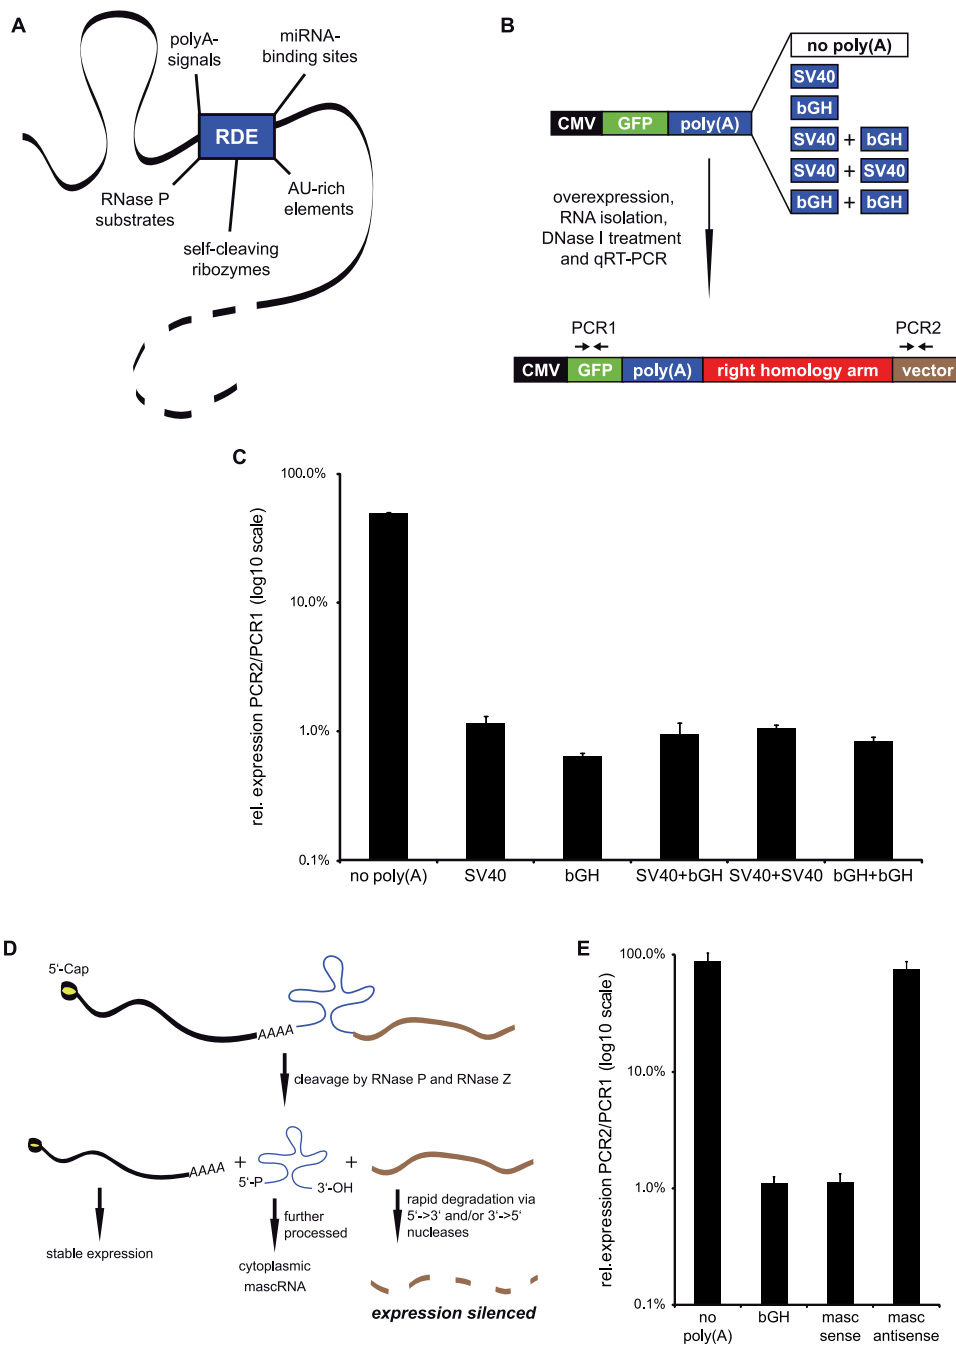 A
polyA-
signals
miRNA-
binding sites
RDE
RNase P
substrates
AU-rich
elements
self-cleaving
ribozymes
B
no poly(A)
SV40
bGH
CMV GFP poly(A)
SV40 + bGH
SV40 + SV40
bGH + bGH
overexpression,
RNA isolation,
DNase I treatment
and qRT-PCR
PCR1
PCR2
CMV GFP poly(A) right homology arm vector
C
rel. expression PCR2/PCR1 (log10 scale)
100.0%
10.0%
1.0%
0.1%
no poly(A) SV40 bGH SV40+bGH SV40+SV40 bGH+bGH
D
5'-Cap
AAAA
cleavage by RNase P and RNase Z
AAAA + +
5'-P
3'-OH
stable expression
further
processed
cytoplasmic
mascRNA
rapid degradation via
5'->3' and/or 3'->5'
nucleases
expression silenced
E
rel.expression PCR2/PCR1 (log10 scale)
100.0%
10.0%
1.0%
0.1%
no
poly(A)
bGH
masc
sense
masc
antisense